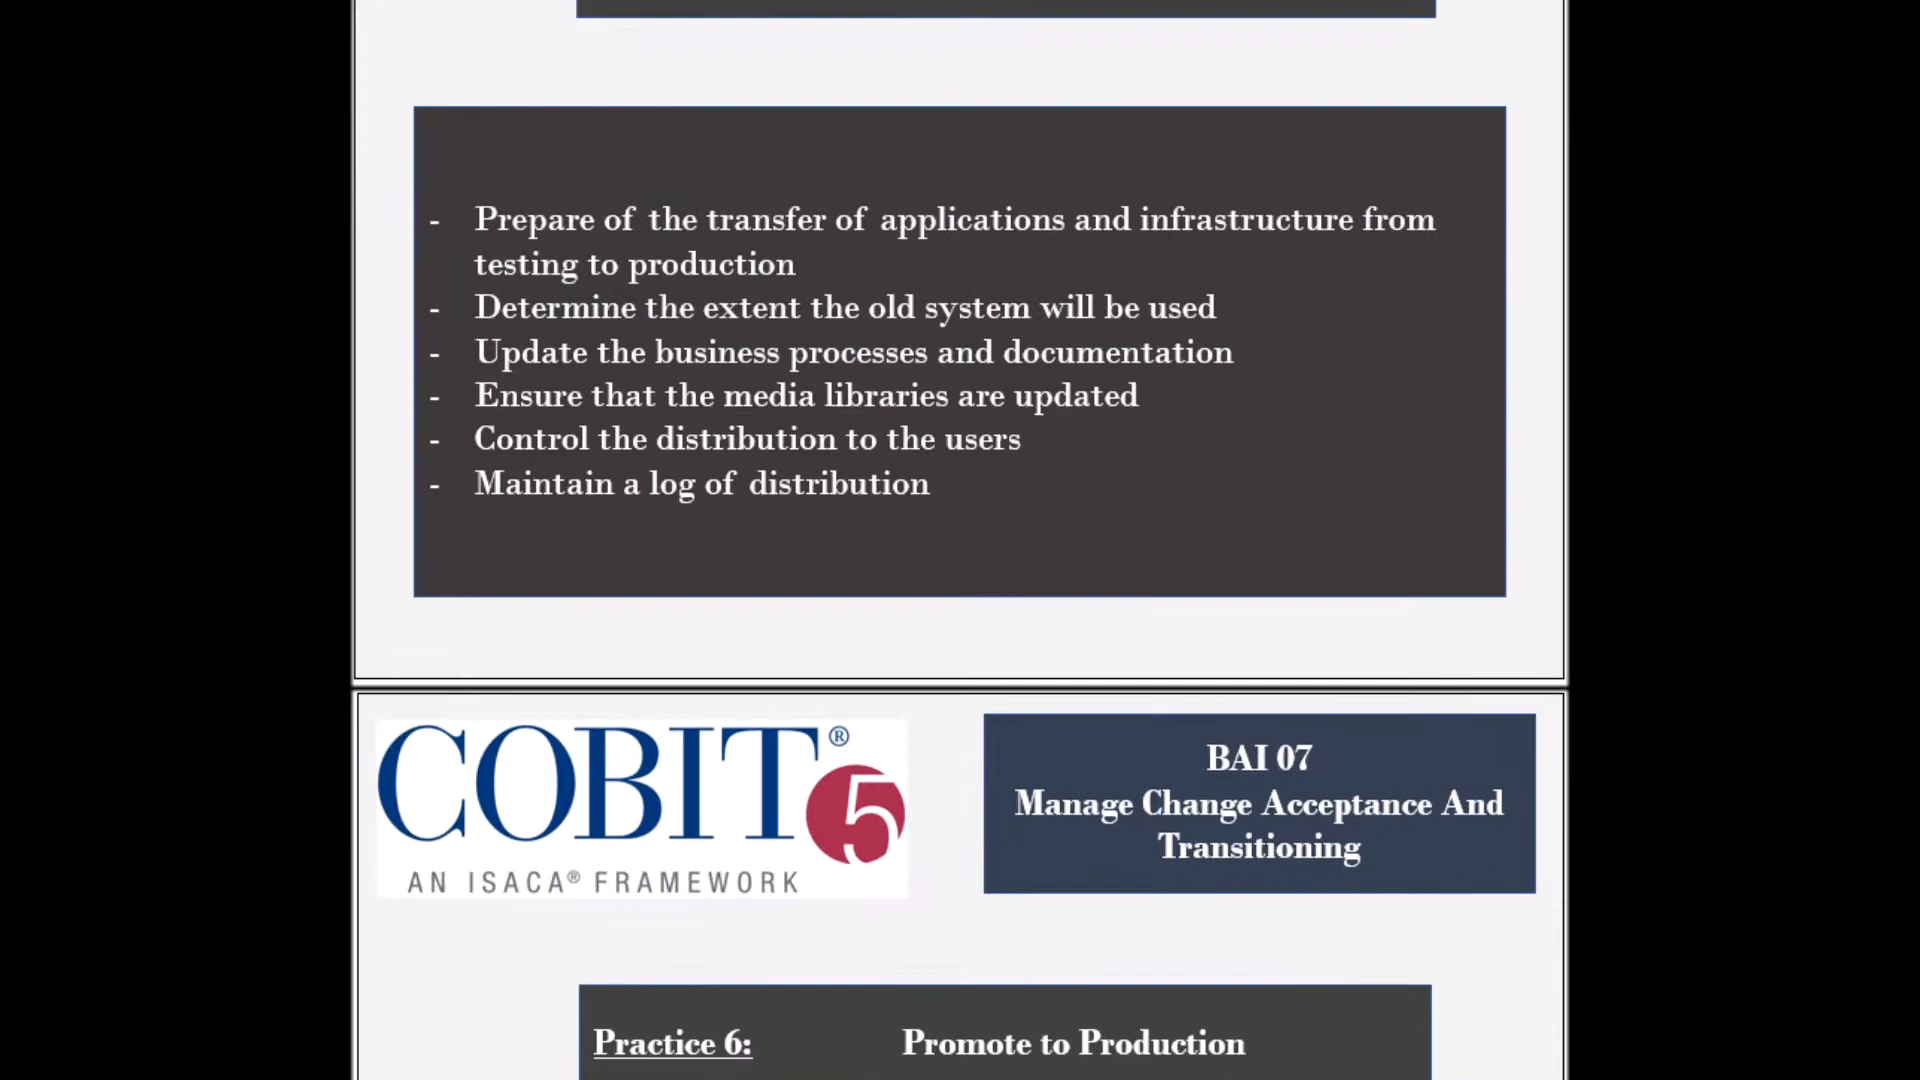 - Prepare of the transfer of applications and infrastructure from
testing to production
- Determine the extent the old system will be used
- Update the business processes and documentation
- Ensure that the media libraries are updated
- Control the distribution to the users
- Maintain a log of distribution
COBIT® 5
AN ISACA® FRAMEWORK
BAI 07
Manage Change Acceptance And
Transitioning
Practice 6: Promote to Production